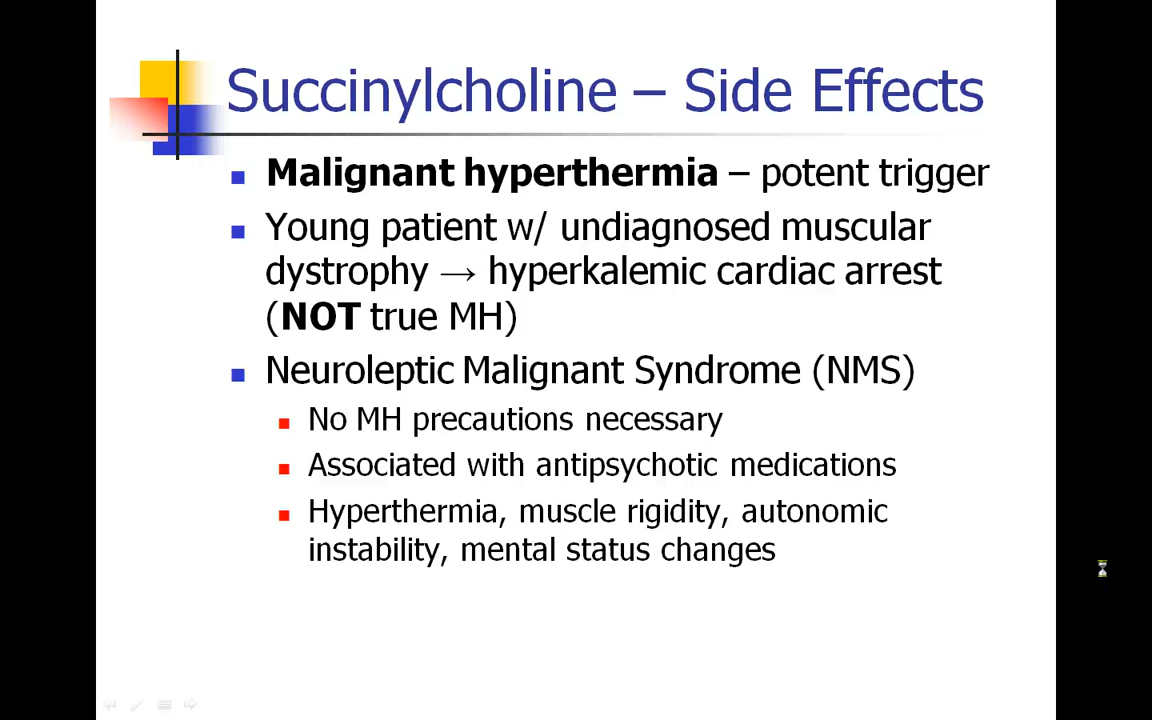 Succinylcholine – Side Effects
Malignant hyperthermia – potent trigger
Young patient w/ undiagnosed muscular
dystrophy → hyperkalemic cardiac arrest
(NOT true MH)
Neuroleptic Malignant Syndrome (NMS)
No MH precautions necessary
Associated with antipsychotic medications
Hyperthermia, muscle rigidity, autonomic
instability, mental status changes